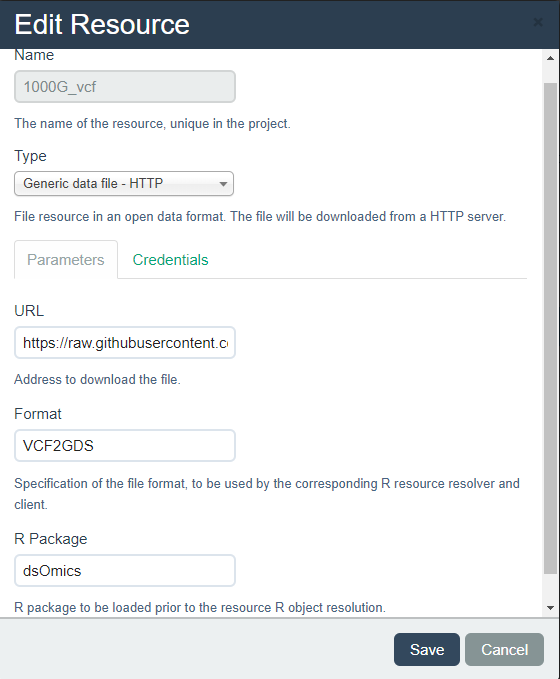 Edit Resource
Name
1000G_vcf
The name of the resource, unique in the project.
Type
Generic data file - HTTP
File resource in an open data format. The file will be downloaded from a HTTP server.
Parameters
Credentials
URL
https://raw.githubusercontent.c
Address to download the file.
Format
VCF2GDS
Specification of the file format, to be used by the corresponding R resource resolver and
client.
R Package
dsOmics
R package to be loaded prior to the resource R object resolution.
Save
Cancel